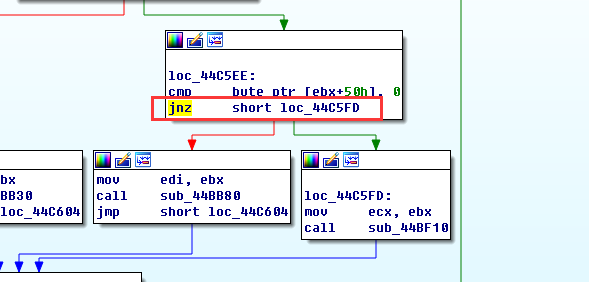 loc_44C5EE:
cmp byte ptr [ebx+50h], 0
jnz short loc_44C5FD
bx
BB30
loc_44C604
mov edi, ebx
call sub_44BB80
jmp short loc_44C604
loc_44C5FD:
mov ecx, ebx
call sub_44BF10